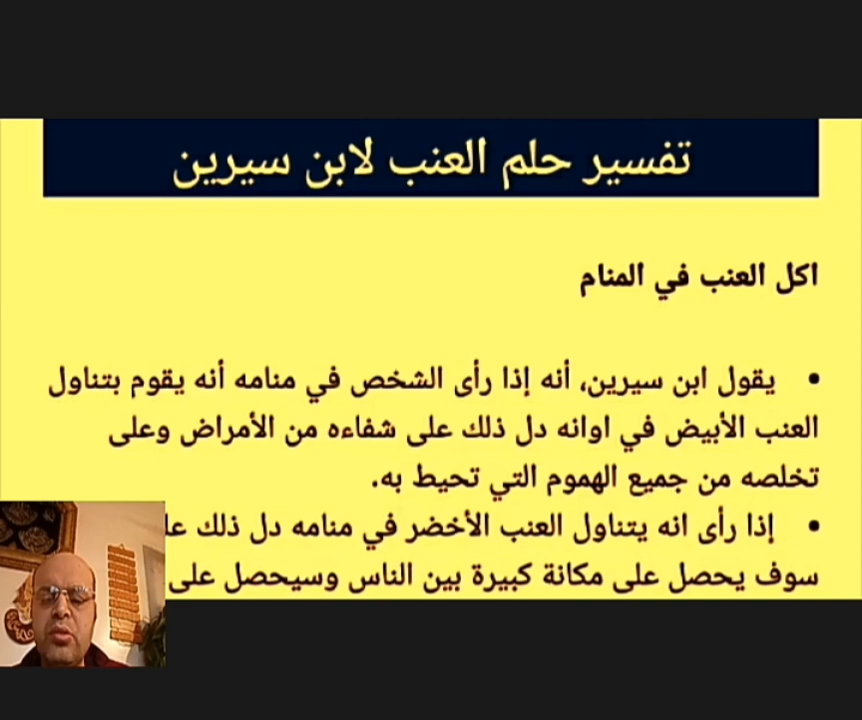 تفسير حلم العنب لابن سيرين
اكل العنب في المنام
• يقول ابن سيرين، أنه إذا رأى الشخص في منامه أنه يقوم بتناول
العنب الأبيض في اوانه دل ذلك على شفاءه من الأمراض وعلى
تخلصه من جميع الهموم التي تحيط به.
• إذا رأى انه يتناول العنب الأخضر في منامه دل ذلك
سوف يحصل على مكانة كبيرة بين الناس وسيحصل على